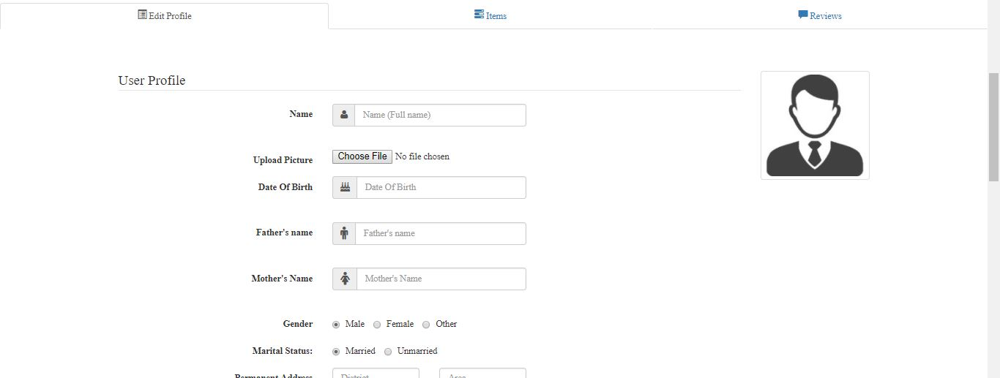 Edit Profile Items Reviews
User Profile
Name Name (Full name)
Upload Picture Choose File No file chosen
Date Of Birth Date Of Birth
Father's name Father's name
Mother's Name Mother's Name
Gender Male Female Other
Marital Status: Married Unmarried
Permanent Address District Area